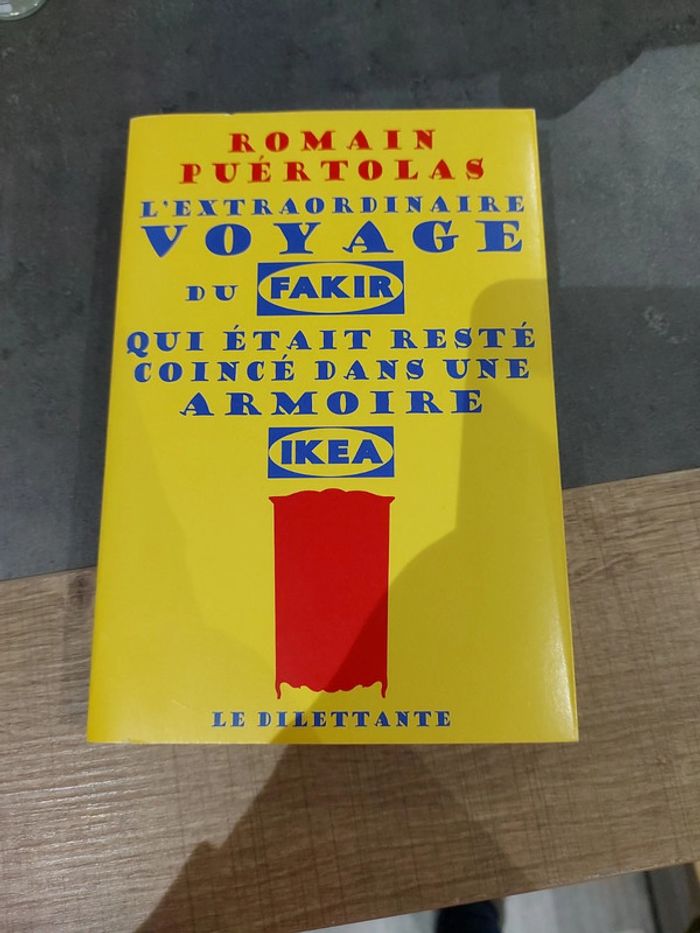 ROMAIN
PUÉRTOLAS
L'EXTRAORDINAIRE
VOYAGE
DU FAKIR
QUI ÉTAIT RESTÉ
COINCÉ DANS UNE
ARMOIRE
IKEA
LE DILETTANTE